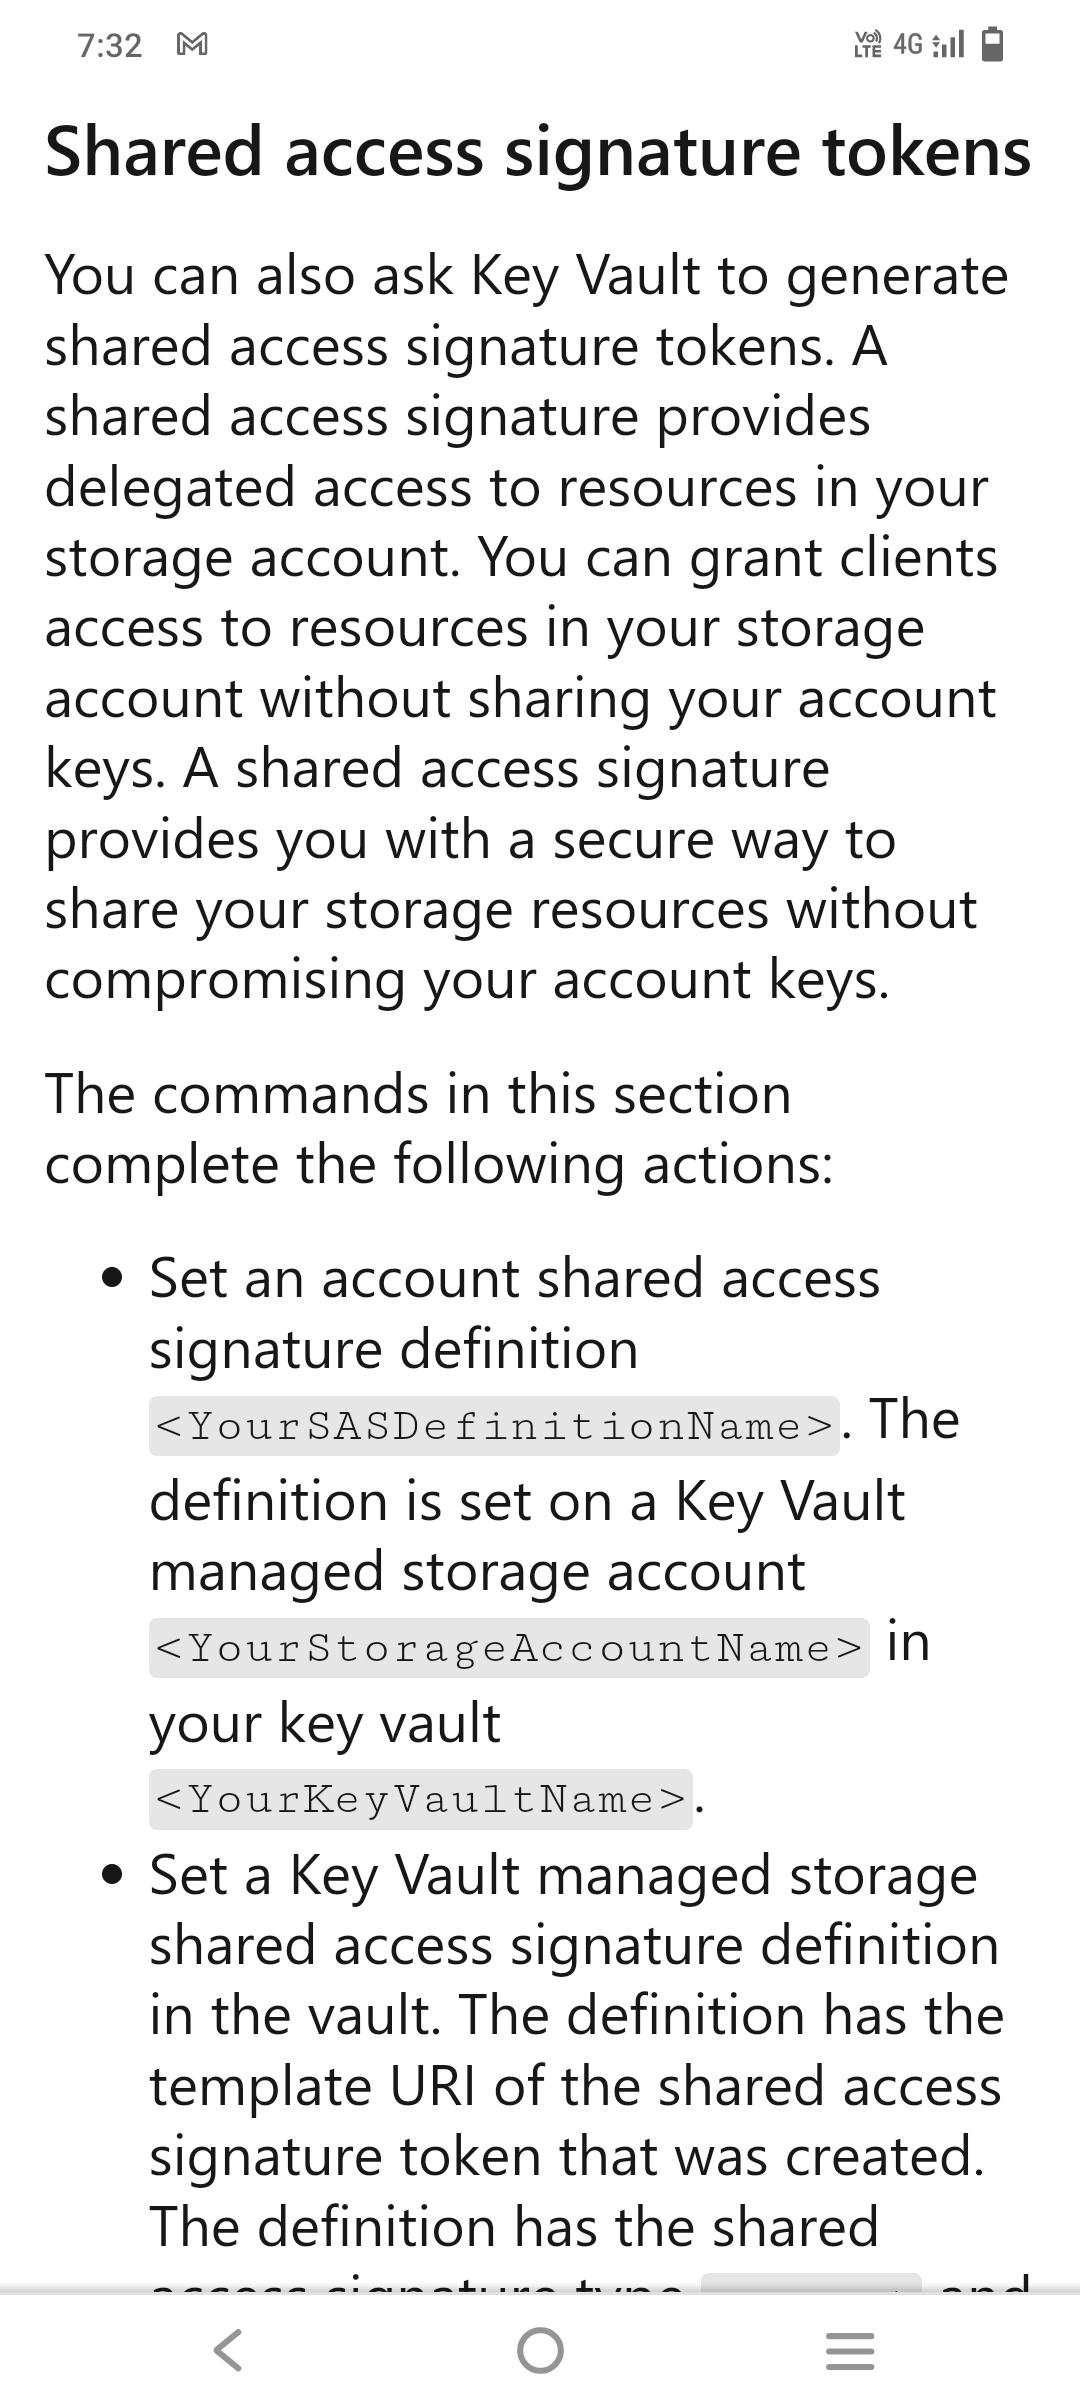 7:32
Vo LTE 4G
Shared access signature tokens
You can also ask Key Vault to generate
shared access signature tokens. A
shared access signature provides
delegated access to resources in your
storage account. You can grant clients
access to resources in your storage
account without sharing your account
keys. A shared access signature
provides you with a secure way to
share your storage resources without
compromising your account keys.
The commands in this section
complete the following actions:
• Set an account shared access
signature definition
<YourSASDefinitionName>. The
definition is set on a Key Vault
managed storage account
<YourStorageAccountName> in
your key vault
<YourKeyVaultName>.
• Set a Key Vault managed storage
shared access signature definition
in the vault. The definition has the
template URI of the shared access
signature token that was created.
The definition has the shared
access signature type and